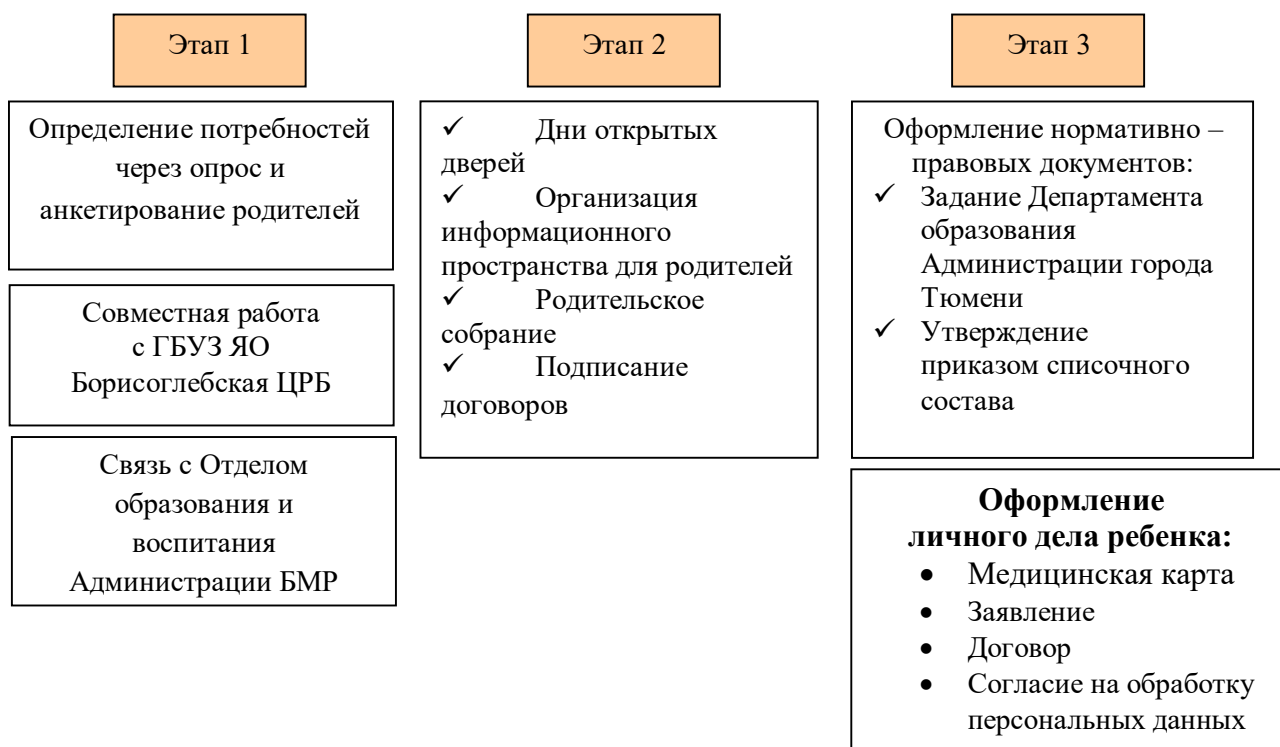 Этап 1
Определение потребностей
через опрос и
анкетирование родителей
Совместная работа
с ГБУЗ ЯО
Борисоглебская ЦРБ
Связь с Отделом
образования и
воспитания
Администрации БМР
Этап 2
✓ Дни открытых
дверей
✓ Организация
информационного
пространства для родителей
✓ Родительское
собрание
✓ Подписание
договоров
Этап 3
Оформление нормативно –
правовых документов:
✓ Задание Департамента
образования
Администрации города
Тюмени
✓ Утверждение
приказом списочного
состава
Оформление
личного дела ребенка:
• Медицинская карта
• Заявление
• Договор
• Согласие на обработку
персональных данных